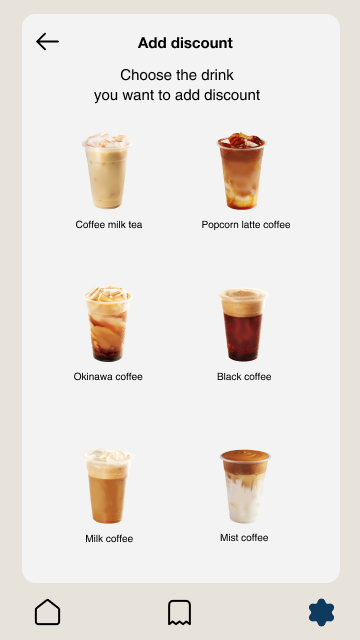 Add discount
Choose the drink
you want to add discount
Coffee milk tea
Popcorn latte coffee
Okinawa coffee
Black coffee
Milk coffee
Mist coffee